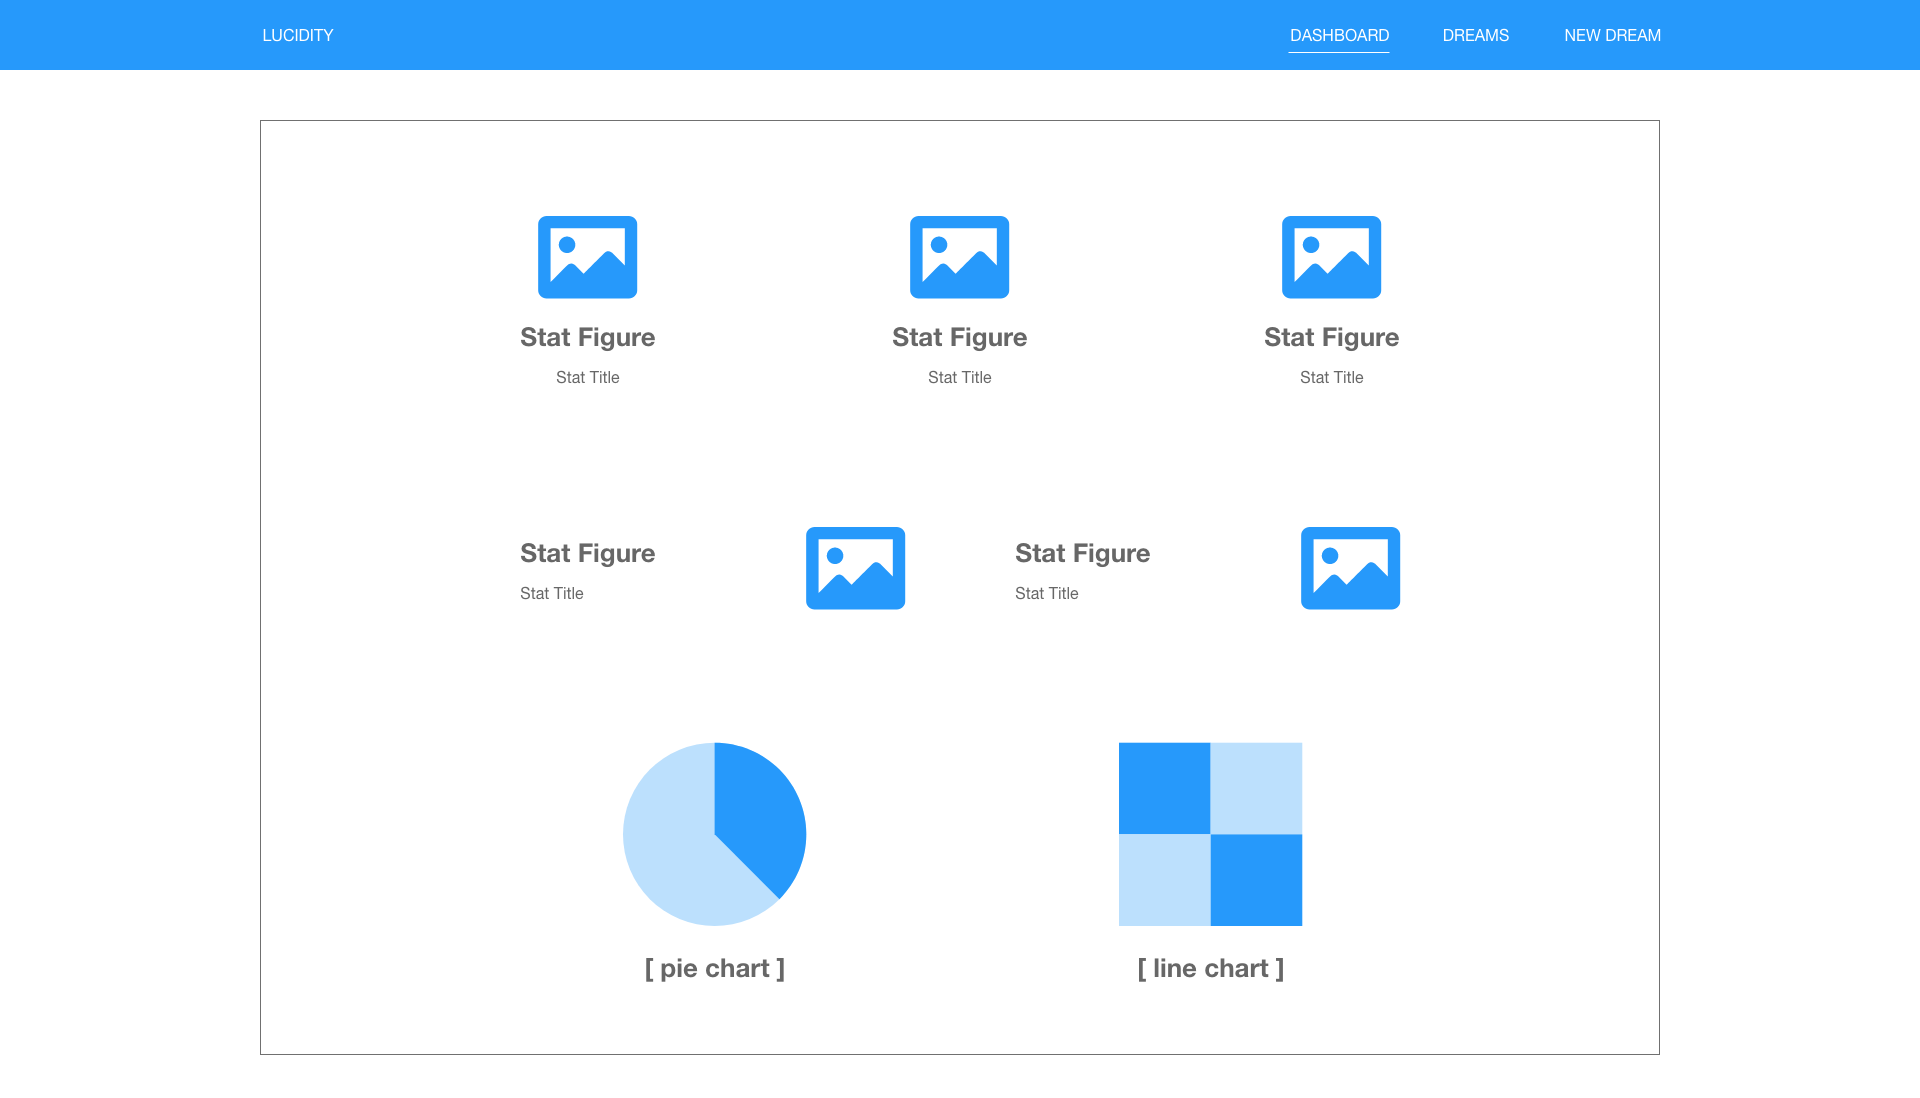 LUCIDITY DASHBOARD DREAMS NEW DREAM
Stat Figure Stat Figure Stat Figure
Stat Title Stat Title Stat Title
Stat Figure Stat Figure
Stat Title Stat Title
[ pie chart ] [ line chart ]